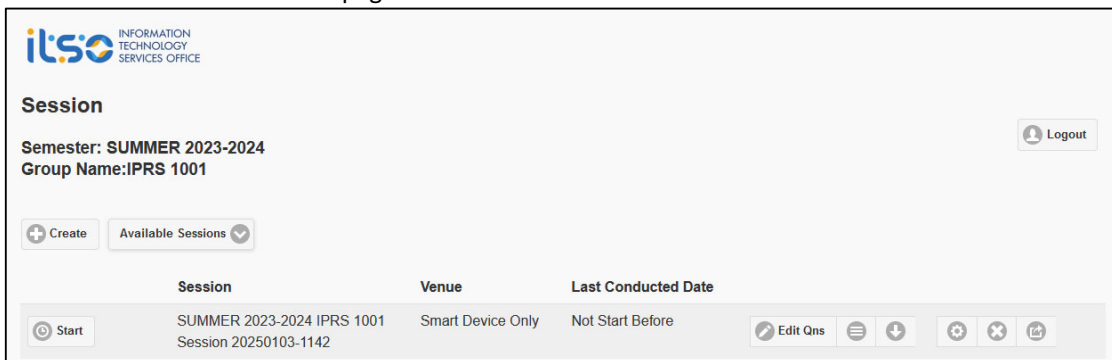 pag
itso INFORMATION
TECHNOLOGY
SERVICES OFFICE
Session
Semester: SUMMER 2023-2024
Group Name:IPRS 1001
Logout
Create Available Sessions
Session Venue Last Conducted Date
Start SUMMER 2023-2024 IPRS 1001 Smart Device Only Not Start Before Edit Qns
Session 20250103-1142